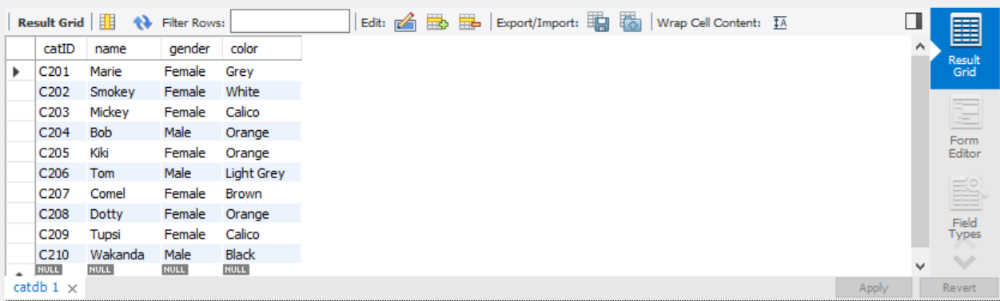 Result Grid Filter Rows: Edit: Export/Import: Wrap Cell Content: IA
catID name gender color
C201 Marie Female Grey
C202 Smokey Female White
C203 Mickey Female Calico
C204 Bob Male Orange
C205 Kiki Female Orange
C206 Tom Male Light Grey
C207 Comel Female Brown
C208 Dotty Female Orange
C209 Tupsi Female Calico
C210 Wakanda Male Black
NULL NULL NULL NULL
catdb 1 Apply Revert
Result
Grid
Form
Editor
Field
Types